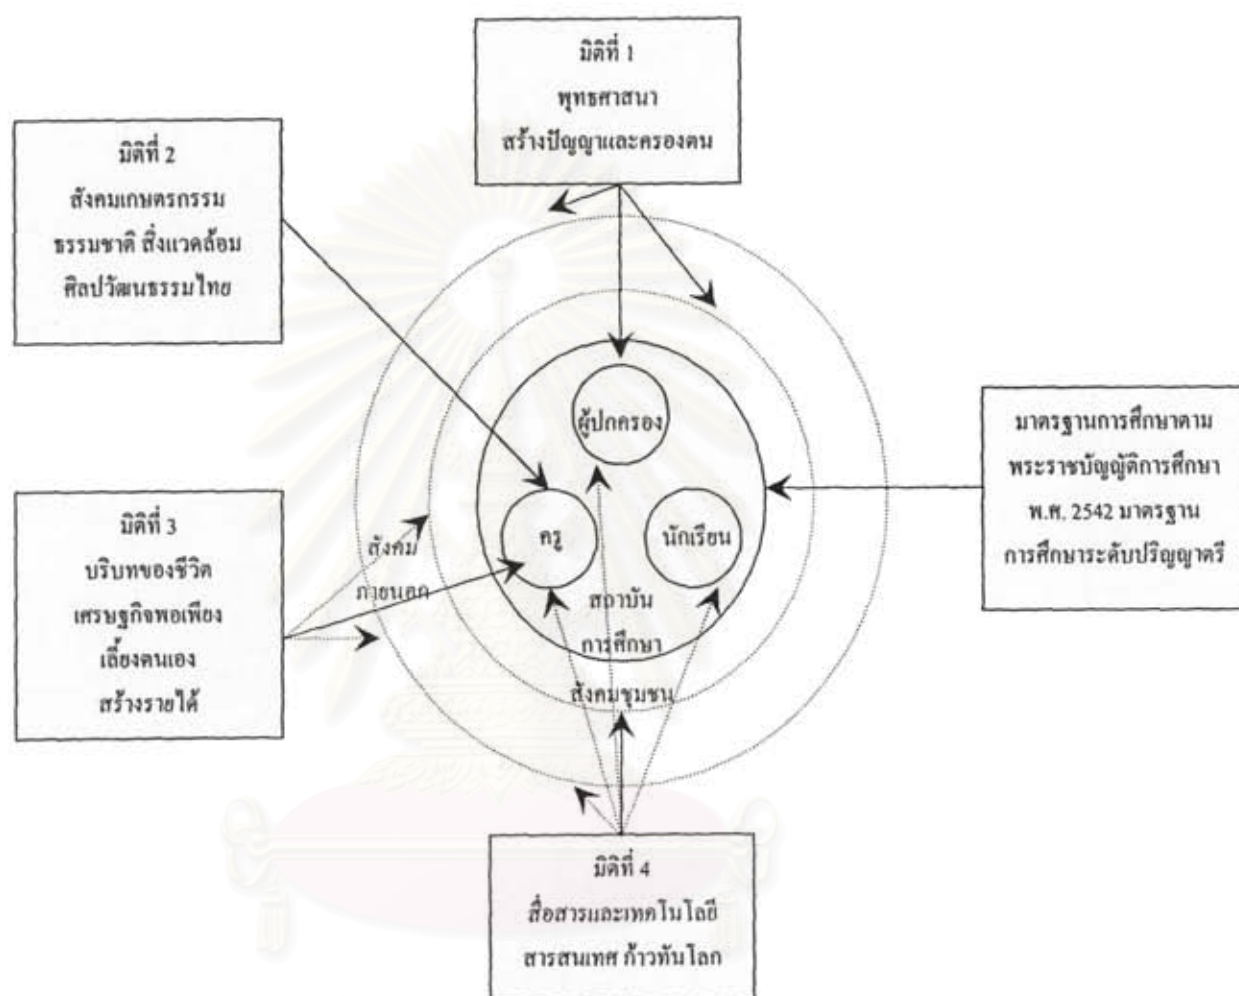 มิติที่ 1
พุทธศาสนา
สร้างปัญญาและครองตน
มิติที่ 2
สังคมเกษตรกรรม
ธรรมชาติ สิ่งแวดล้อม
ศิลปวัฒนธรรมไทย
ผู้ปกครอง
มาตรฐานการศึกษาตาม
พระราชบัญญัติการศึกษา
พ.ศ. 2542 มาตรฐาน
การศึกษาระดับปริญญาตรี
มิติที่ 3
บริบทของชีวิต
เศรษฐกิจพอเพียง
เลี้ยงตนเอง
สร้างรายได้
สังคม
ภายนอก
ครู
นักเรียน
สถาบัน
การศึกษา
สังคมชุมชน
มิติที่ 4
สื่อสารและเทคโนโลยี
สารสนเทศ ก้าวทันโลก